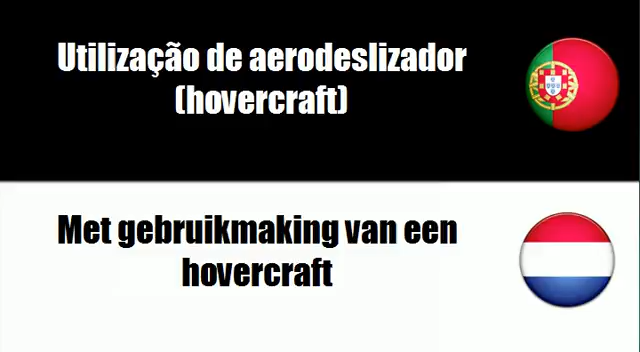 Utilização de aerodeslizador
(hovercraft)
Met gebruikmaking van een
hovercraft